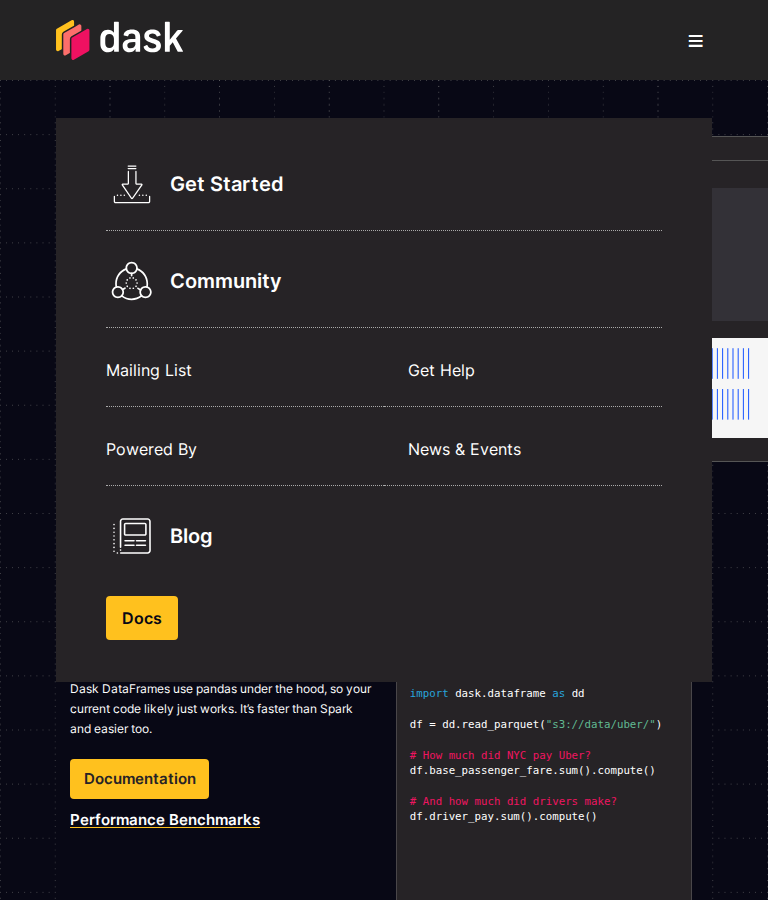 dask
Get Started
Community
Mailing List
Get Help
Powered By
News & Events
Blog
Docs
Dask DataFrames use pandas under the hood, so your
current code likely just works. It's faster than Spark
and easier too.
Documentation
Performance Benchmarks
import dask.dataframe as dd
df = dd.read_parquet("s3://data/uber/")
# How much did NYC pay Uber?
df.base_passenger_fare.sum().compute()
# And how much did drivers make?
df.driver_pay.sum().compute()